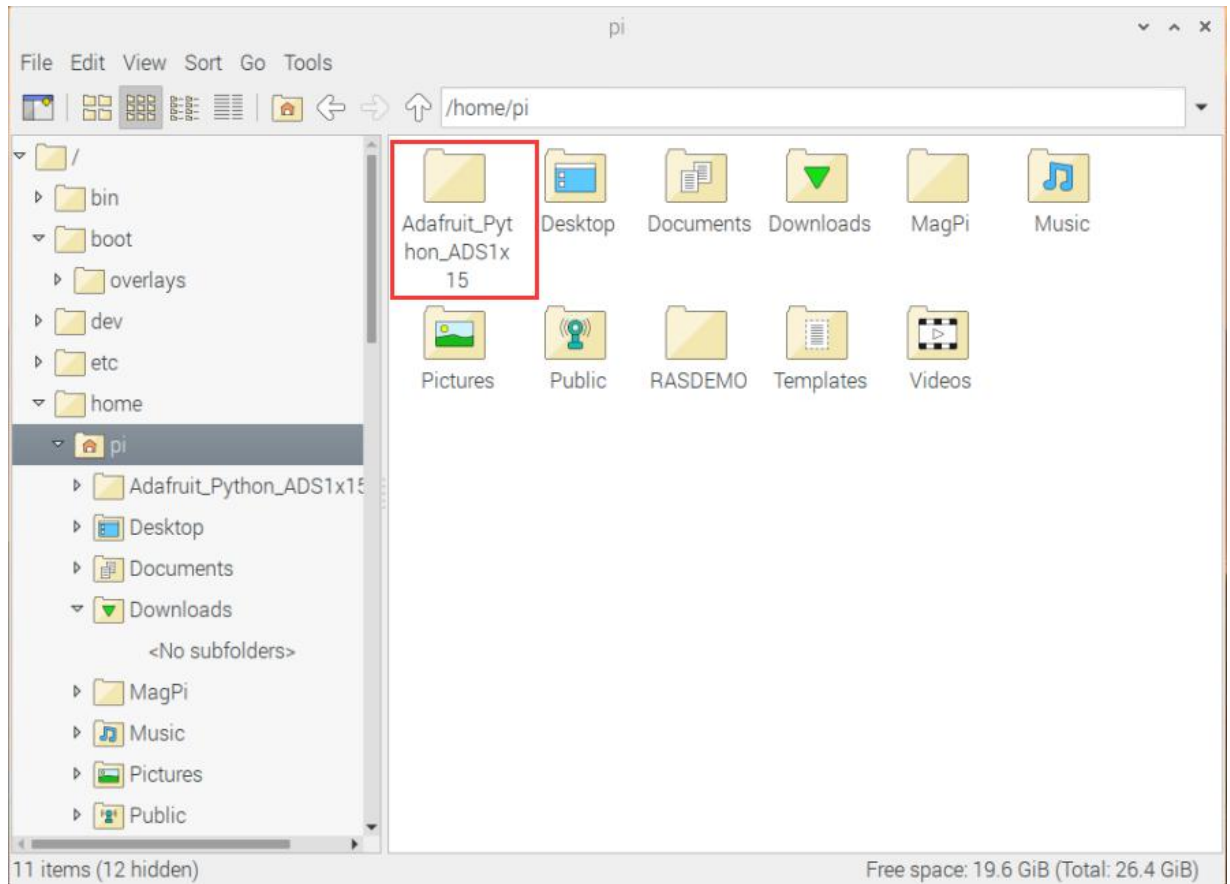 pi
File Edit View Sort Go Tools
/home/pi
/
bin
boot
overlays
dev
etc
home
pi
Adafruit_Python_ADS1x15
Desktop
Documents
Downloads
<No subfolders>
MagPi
Music
Pictures
Public
Adafruit_Pyt
hon_ADS1x
15
Desktop
Documents
Downloads
MagPi
Music
Pictures
Public
RASDEMO
Templates
Videos
11 items (12 hidden)
Free space: 19.6 GiB (Total: 26.4 GiB)